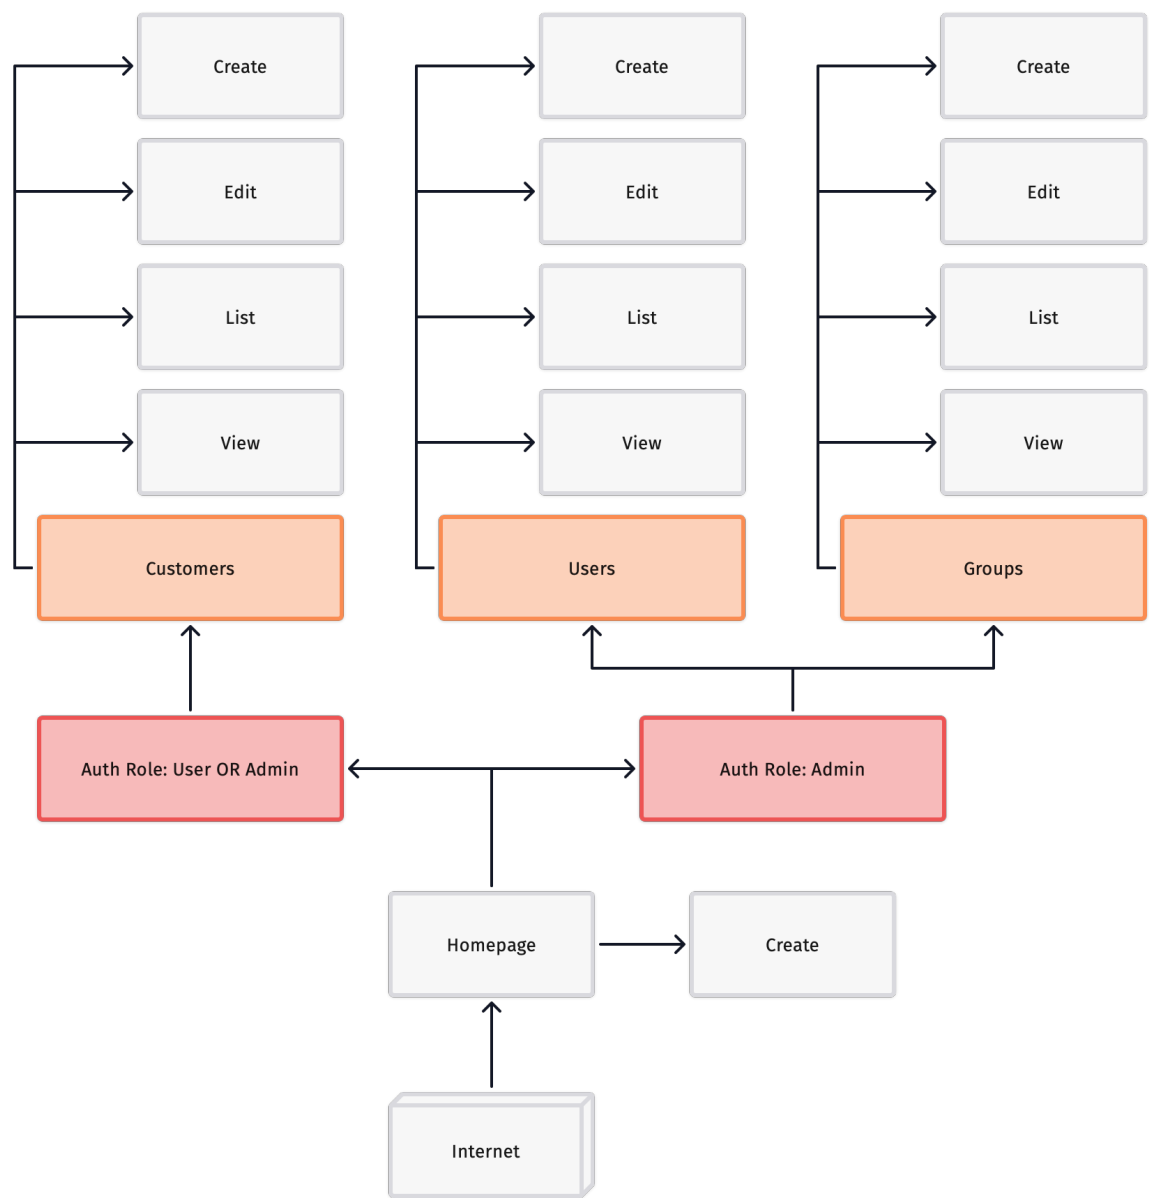 Create
Create
Create
Edit
Edit
Edit
List
List
List
View
View
View
Customers
Users
Groups
Auth Role: User OR Admin
Auth Role: Admin
Homepage
Create
Internet